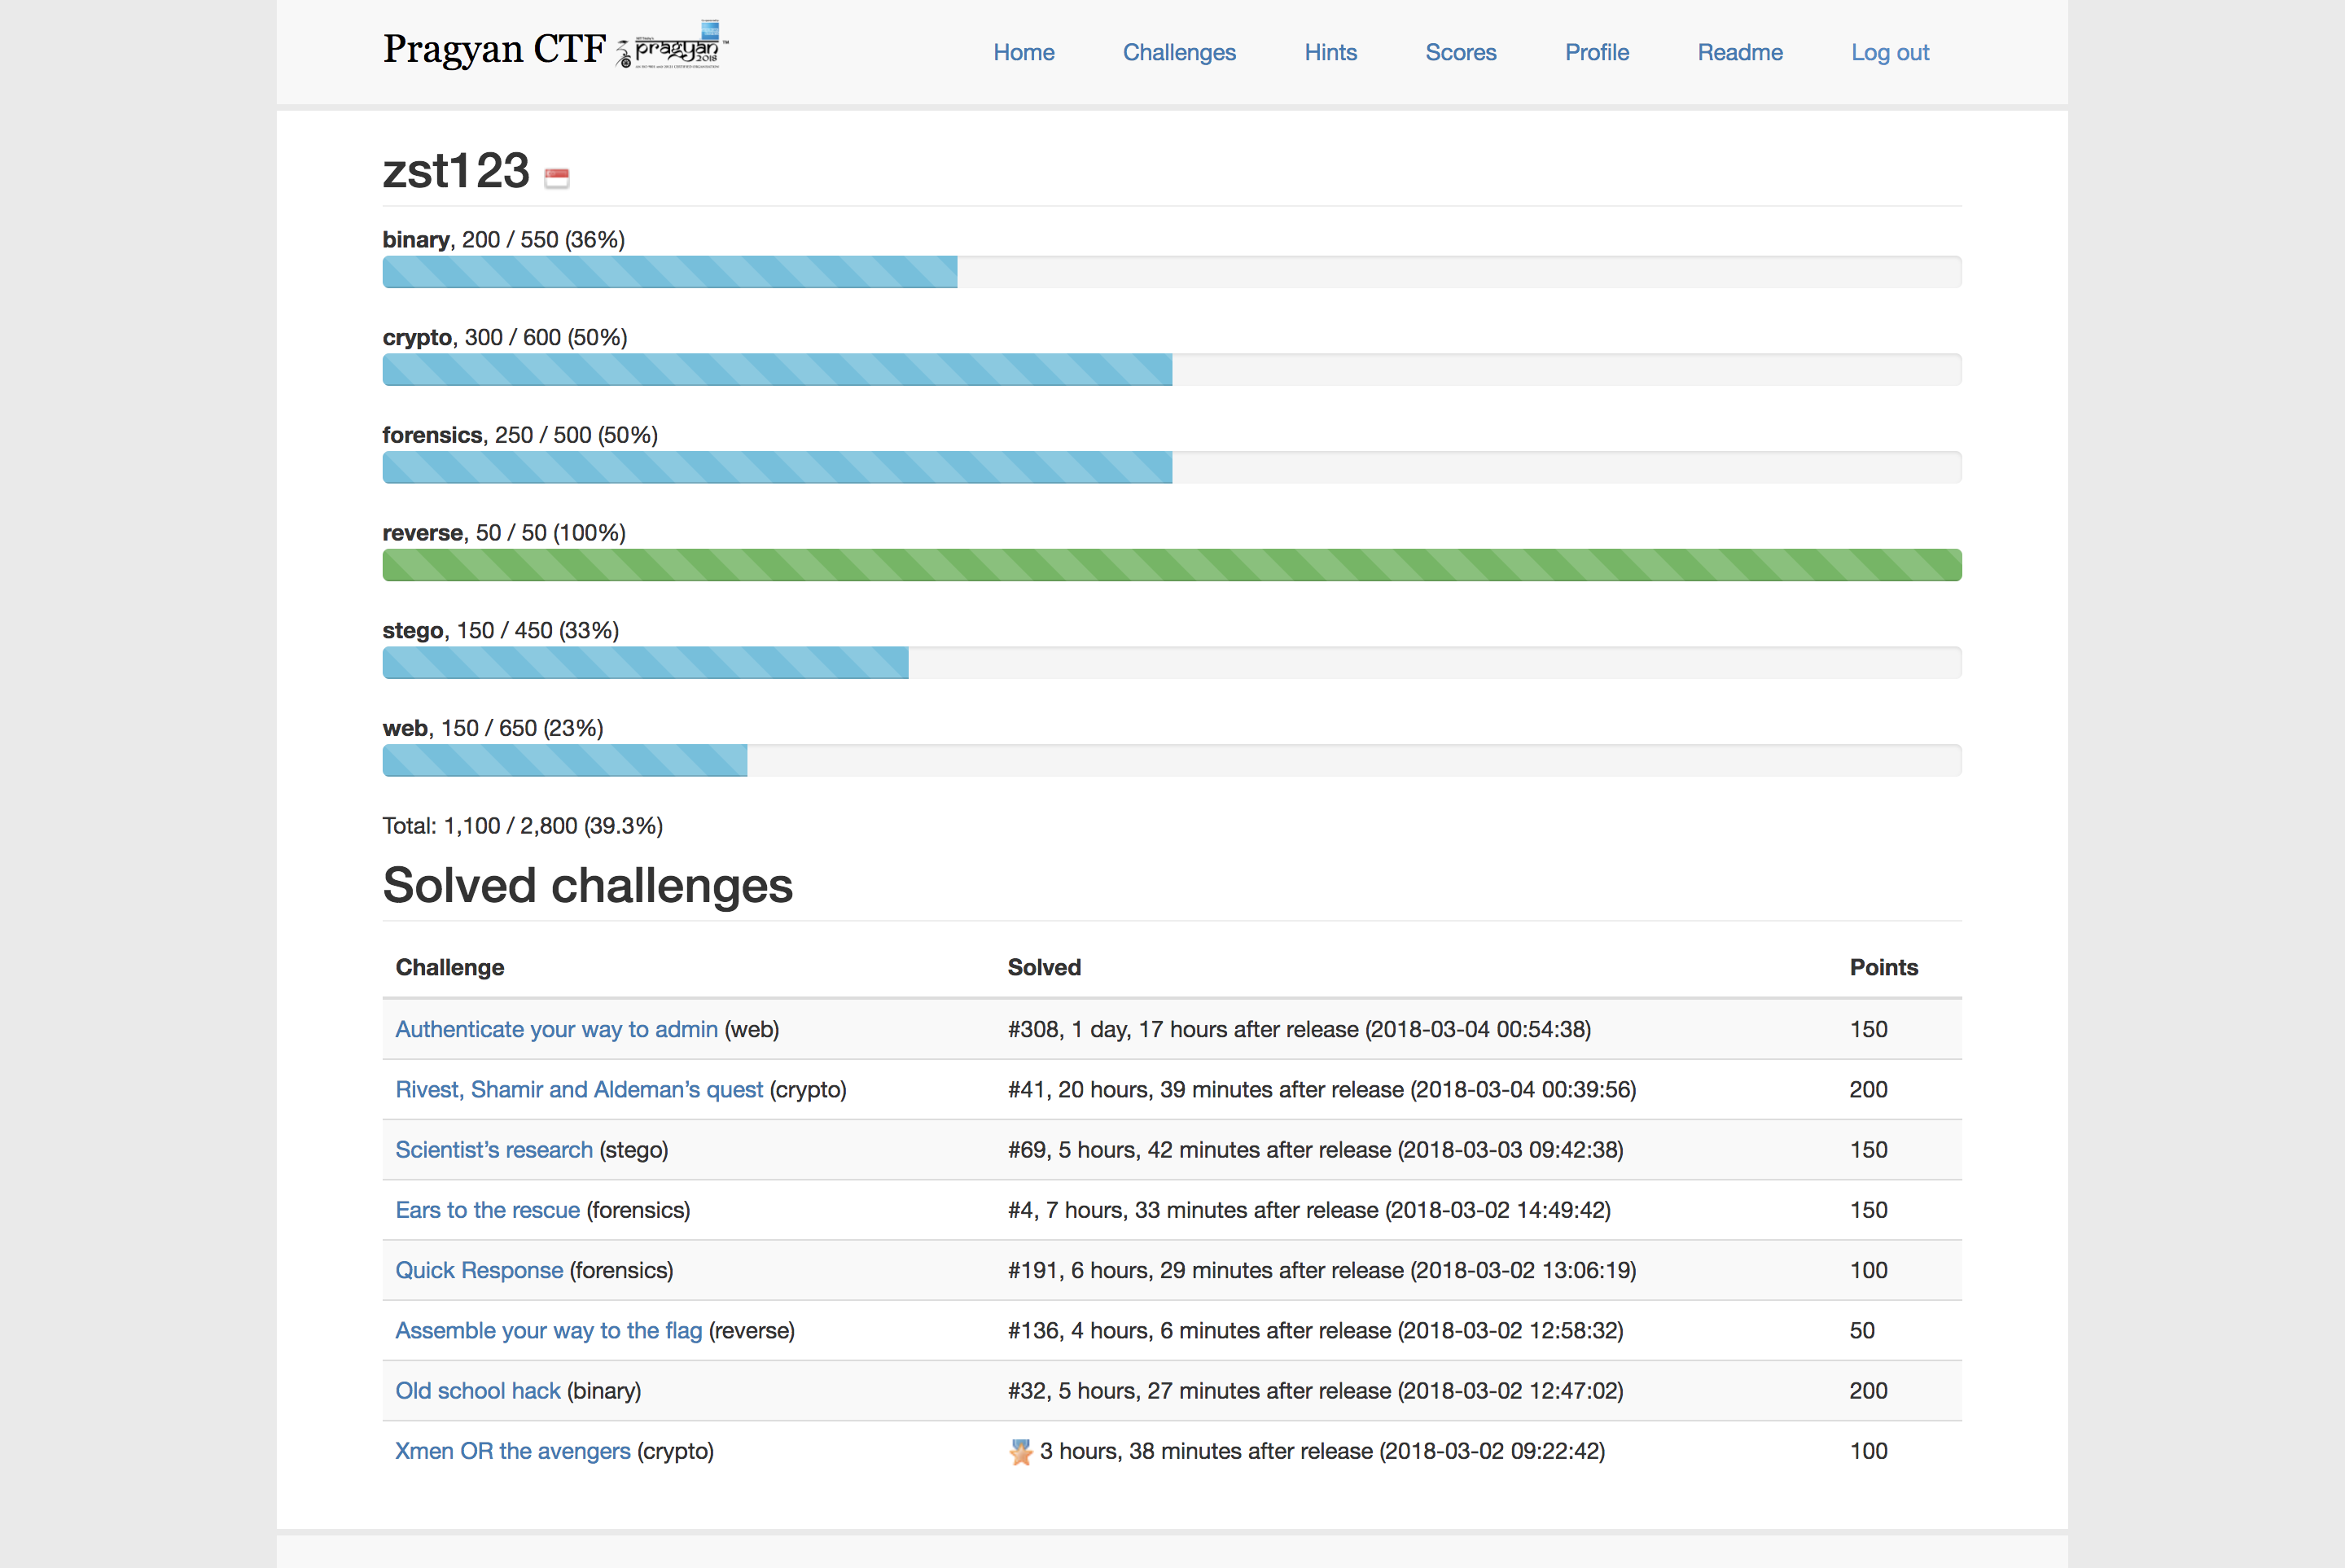 Pragyan CTF pragyan 2018 Home Challenges Hints Scores Profile Readme Log out
zst123
binary, 200 / 550 (36%)
crypto, 300 / 600 (50%)
forensics, 250 / 500 (50%)
reverse, 50 / 50 (100%)
stego, 150 / 450 (33%)
web, 150 / 650 (23%)
Total: 1,100 / 2,800 (39.3%)
Solved challenges
Challenge Solved Points
Authenticate your way to admin (web) #308, 1 day, 17 hours after release (2018-03-04 00:54:38) 150
Rivest, Shamir and Aldeman’s quest (crypto) #41, 20 hours, 39 minutes after release (2018-03-04 00:39:56) 200
Scientist’s research (stego) #69, 5 hours, 42 minutes after release (2018-03-03 09:42:38) 150
Ears to the rescue (forensics) #4, 7 hours, 33 minutes after release (2018-03-02 14:49:42) 150
Quick Response (forensics) #191, 6 hours, 29 minutes after release (2018-03-02 13:06:19) 100
Assemble your way to the flag (reverse) #136, 4 hours, 6 minutes after release (2018-03-02 12:58:32) 50
Old school hack (binary) #32, 5 hours, 27 minutes after release (2018-03-02 12:47:02) 200
Xmen OR the avengers (crypto) 3 hours, 38 minutes after release (2018-03-02 09:22:42) 100